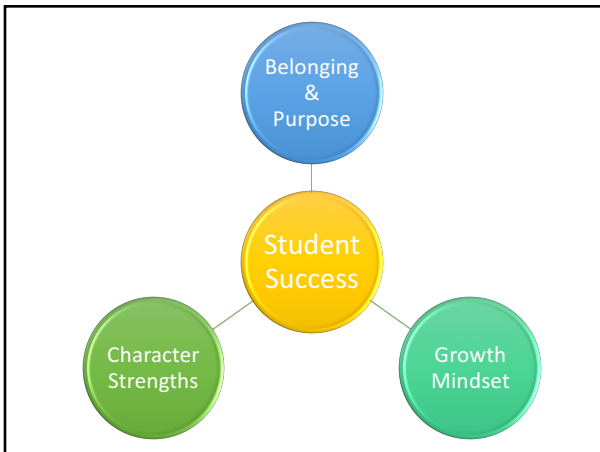 Belonging
&
Purpose
Student
Success
Character
Strengths
Growth
Mindset